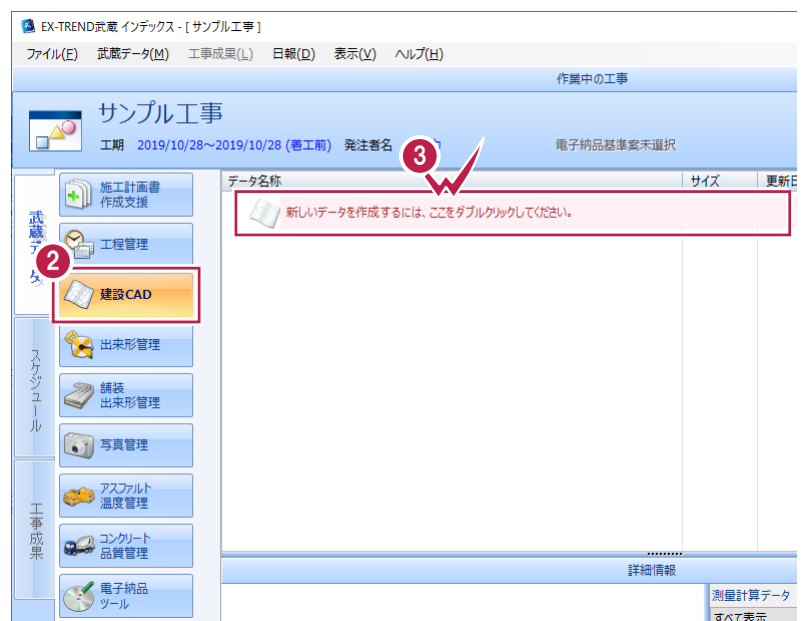 EX-TREND武蔵 インデックス - [ サンプル工事 ]
ファイル(F) 武蔵データ(M) 工事成果(L) 日報(D) 表示(V) ヘルプ(H)
作業中の工事
サンプル工事
工期 2019/10/28～2019/10/28 (着工前) 発注者名
電子納品基準案未選択
3
データ名称 サイズ 更新日
新しいデータを作成するには、ここをダブルクリックしてください。
2
スケジュール
工事成果
施工計画書
作成支援
工程管理
建設CAD
出来形管理
舗装
出来形管理
写真管理
アスファルト
温度管理
コンクリート
品質管理
電子納品
ツール
詳細情報
測量計算データ
すべて表示